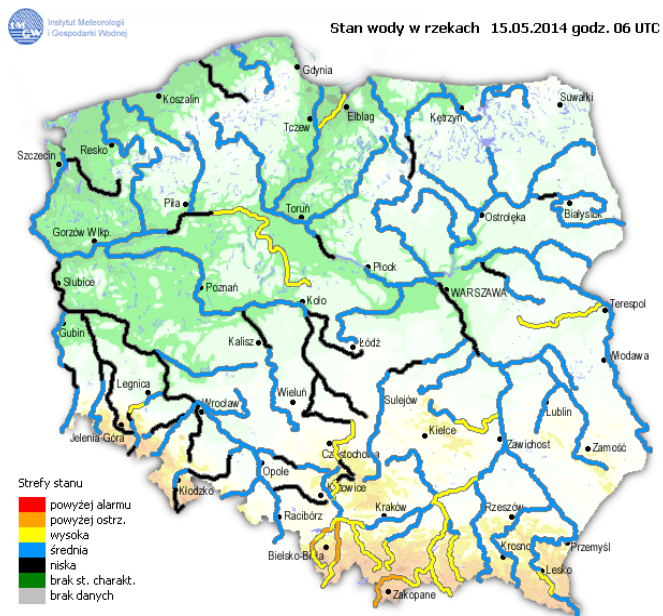 Instytut Meteorologii
i Gospodarki Wodnej
Stan wody w rzekach 15.05.2014 godz. 06 UTC
Gdynia
Koszalin
Suwałki
Elbląg
Kętrzyn
Tczew
Resko
Szczecin
Piła
Toruń
Ostrołęka
Białystok
Gorzów Wlkp.
Płock
Słubice
Poznań
WARSZAWA
Koło
Terespol
Gubin
Kalisz
Łódź
Włodawa
Legnica
Wieluń
Sulejów
Wrocław
Lublin
Jelenia Góra
Kielce
Zawichost
Częstochowa
Zamość
Opole
Kłodzko
Katowice
Kraków
Rzeszów
Racibórz
Bielsko-Biała
Krosno
Przemyśl
Lesko
Zakopane
Strefy stanu
powyżej alarmu
powyżej ostrz.
wysoka
średnia
niska
brak st. charakt.
brak danych